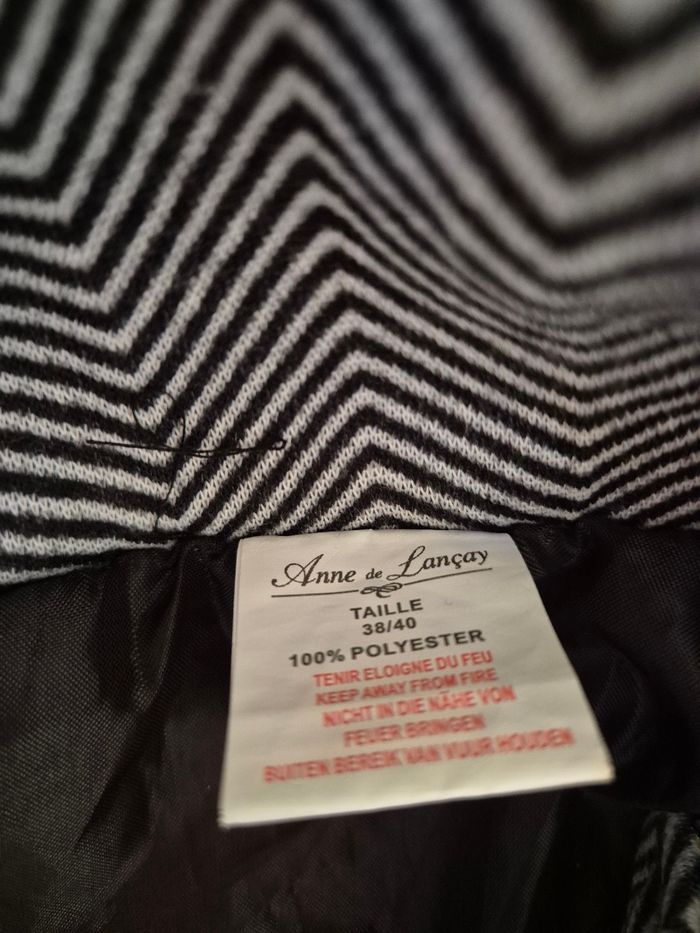 Anne de Lançay
TAILLE
38/40
100% POLYESTER
TENIR ELOIGNE DU FEU
KEEP AWAY FROM FIRE
NICHT IN DIE NÄHE VON
FEUER BRINGEN
BUITEN BEREIK VAN VUUR HOUDEN